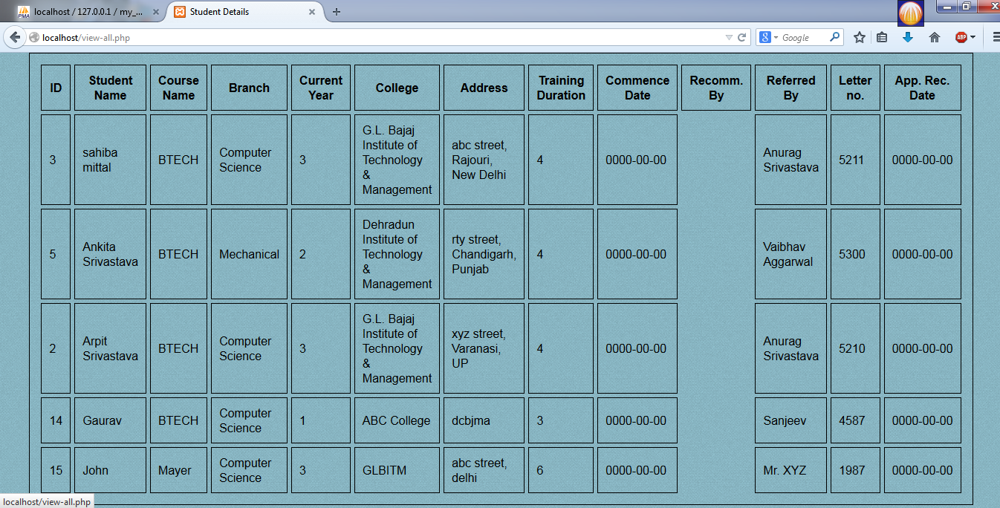 localhost / 127.0.0.1 / my_...
Student Details
localhost/view-all.php
Google
ABP
ID
Student
Name
Course
Name
Branch
Current
Year
College
Address
Training
Duration
Commence
Date
Recomm.
By
Referred
By
Letter
no.
App. Rec.
Date
3
sahiba
mittal
BTECH
Computer
Science
3
G.L. Bajaj
Institute of
Technology
&
Management
abc street,
Rajouri,
New Delhi
4
0000-00-00
Anurag
Srivastava
5211
0000-00-00
5
Ankita
Srivastava
BTECH
Mechanical
2
Dehradun
Institute of
Technology
&
Management
rty street,
Chandigarh,
Punjab
4
0000-00-00
Vaibhav
Aggarwal
5300
0000-00-00
2
Arpit
Srivastava
BTECH
Computer
Science
3
G.L. Bajaj
Institute of
Technology
&
Management
xyz street,
Varanasi,
UP
4
0000-00-00
Anurag
Srivastava
5210
0000-00-00
14
Gaurav
BTECH
Computer
Science
1
ABC College
dcbjma
3
0000-00-00
Sanjeev
4587
0000-00-00
15
John
Mayer
Computer
Science
3
GLBITM
abc street,
delhi
6
0000-00-00
Mr. XYZ
1987
0000-00-00
localhost/view-all.php